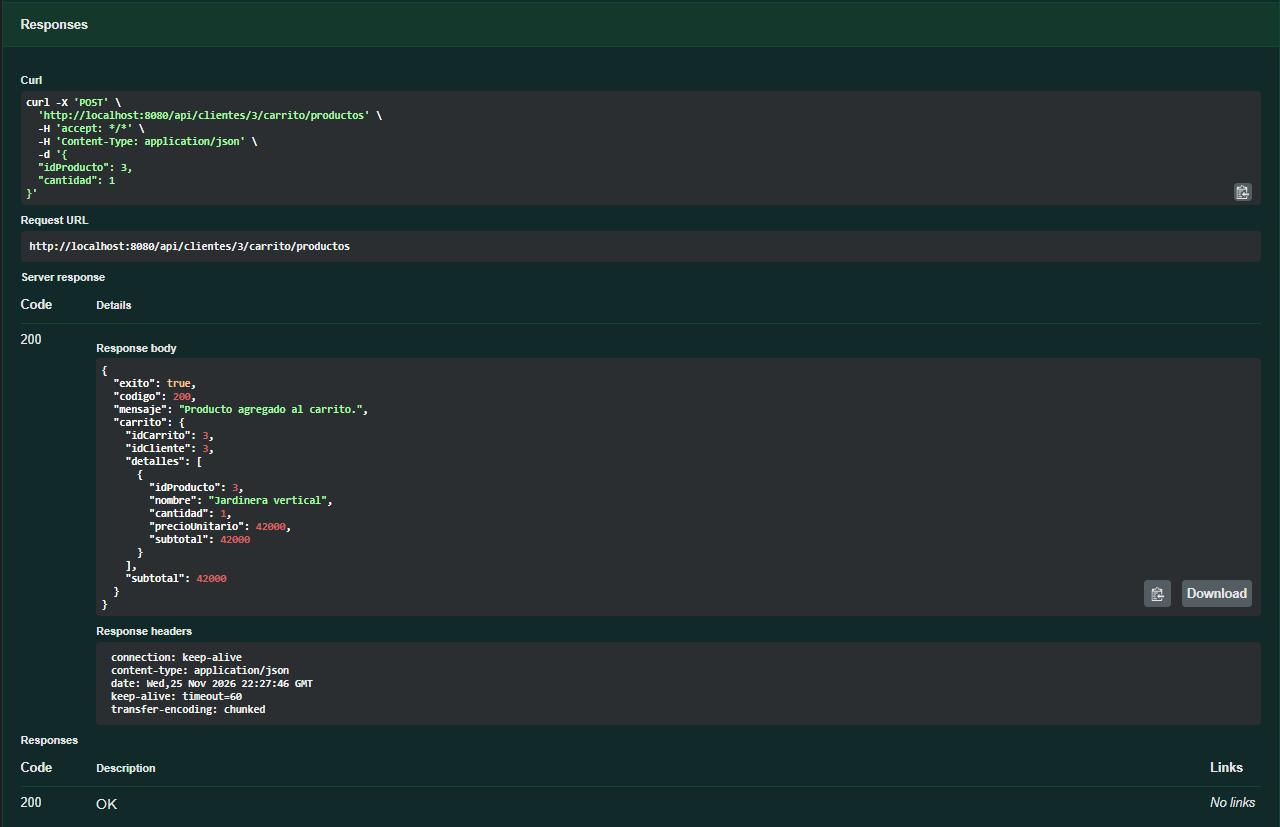 Responses
Curl
curl -X 'POST' \
  'http://localhost:8080/api/clientes/3/carrito/productos' \
  -H 'accept: */*' \
  -H 'Content-Type: application/json' \
  -d '{
  "idProducto": 3,
  "cantidad": 1
}'
Request URL
http://localhost:8080/api/clientes/3/carrito/productos
Server response
Code Details
200
Response body
{
  "exito": true,
  "codigo": 200,
  "mensaje": "Producto agregado al carrito.",
  "carrito": {
    "idCarrito": 3,
    "idCliente": 3,
    "detalles": [
      {
        "idProducto": 3,
        "nombre": "Jardinera vertical",
        "cantidad": 1,
        "precioUnitario": 42000,
        "subtotal": 42000
      }
    ],
    "subtotal": 42000
  }
}
Download
Response headers
connection: keep-alive
content-type: application/json
date: Wed,25 Nov 2026 22:27:46 GMT
keep-alive: timeout=60
transfer-encoding: chunked
Responses
Code Description Links
200 OK No links